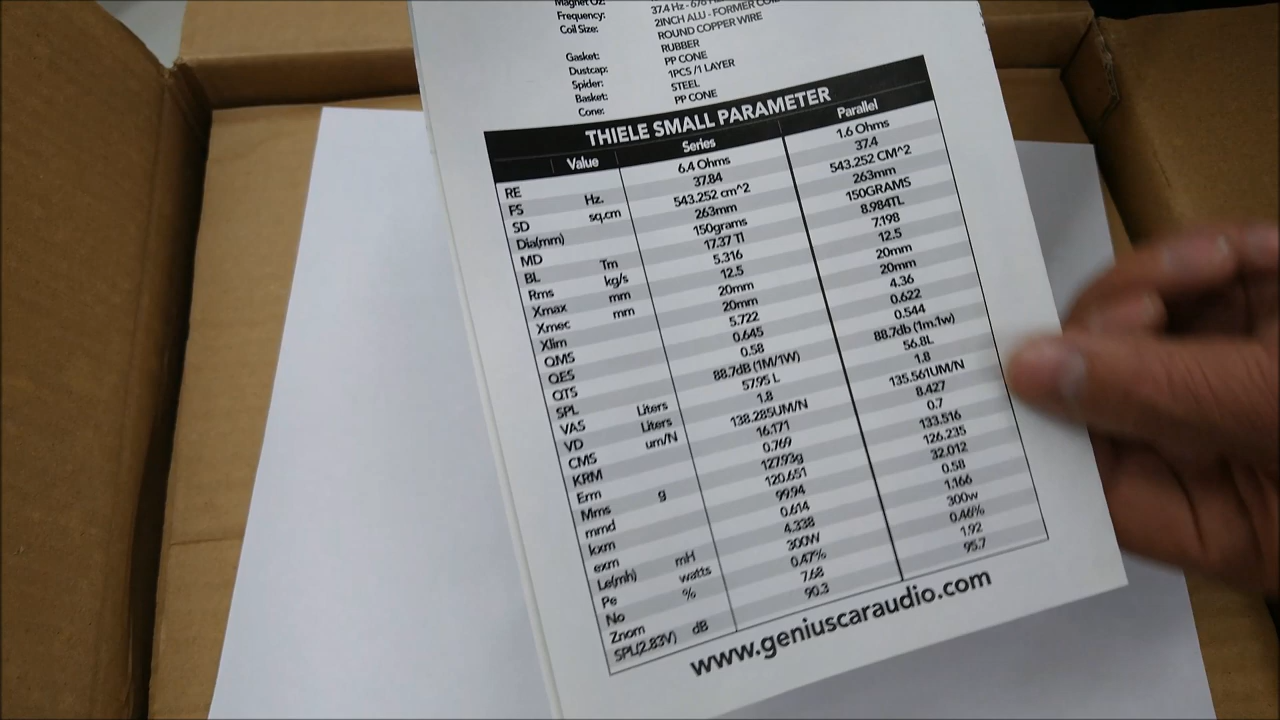 Magnet Oz:
Frequency: 37.4 Hz -
Coil Size: 2INCH ALU - FORMER
ROUND COPPER WIRE
Gasket: RUBBER
Dustcap: PP CONE
Spider: 1PCS /1 LAYER
Basket: STEEL
Cone: PP CONE
THIELE SMALL PARAMETER
Value Series Parallel
RE 6.4 Ohms 1.6 Ohms
FS Hz. 37.84 37.4
SD sq.cm 543.252 cm^2 543.252 CM^2
Dia(mm) 263mm 263mm
MD 150grams 150GRAMS
BL Tm 17.37 Tl 8.984TL
Rms kg/s 5.316 7.198
Xmax mm 12.5 12.5
Xmec mm 20mm 20mm
Xlim 20mm 20mm
QMS 5.722 4.36
QES 0.645 0.622
QTS 0.58 0.544
SPL 88.7dB (1M/1W) 88.7db (1m.1w)
VAS Liters 57.95 L 56.8L
VD Liters 1.8 1.8
CMS um/N 138.285UM/N 135.561UM/N
KRM 16.171 8.427
Erm 0.769 0.7
Mms g 127.93g 133.516
mmd 120.651 126.235
kxm 99.94 32.012
exm 0.614 0.58
Le(mh) mH 4.338 1.166
Pe watts 300W 300w
No % 0.47% 0.46%
Znom 7.68 1.92
SPL(2.83V) dB 90.3 95.7
www.geniuscaraudio.com